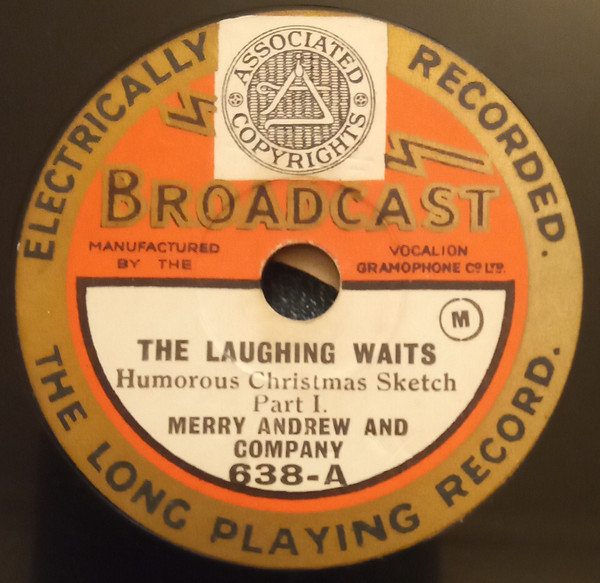 ELECTRICALLY RECORDED.
ASSOCIATED
COPYRIGHTS
BROADCAST
MANUFACTURED
BY THE
VOCALION
GRAMOPHONE CO LTD.
M
THE LAUGHING WAITS
Humorous Christmas Sketch
Part I.
MERRY ANDREW AND
COMPANY
638-A
THE LONG PLAYING RECORD.